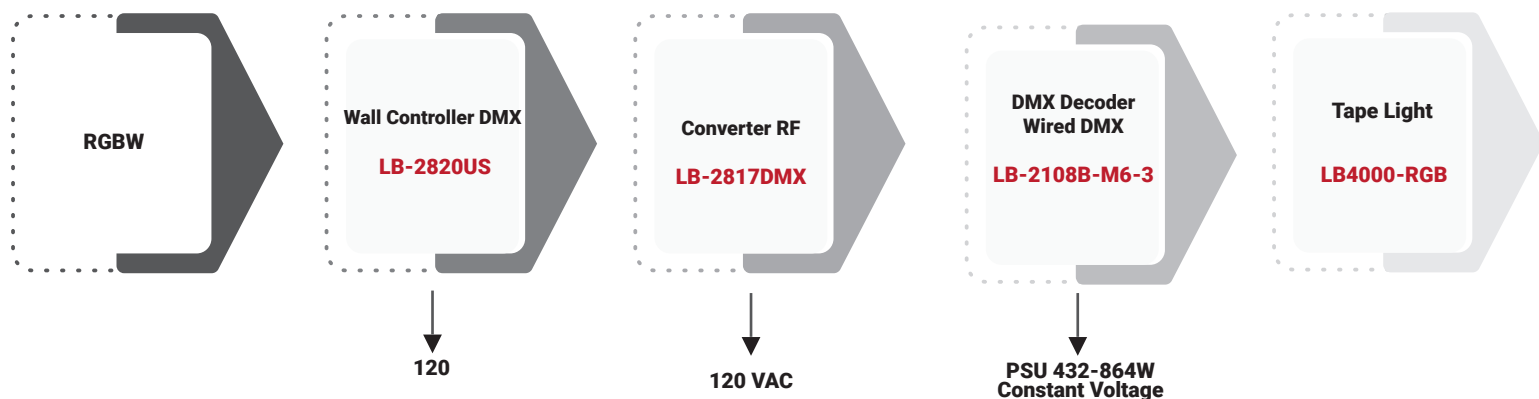 RGBW
Wall Controller DMX
LB-2820US
120
Converter RF
LB-2817DMX
120 VAC
DMX Decoder
Wired DMX
LB-2108B-M6-3
PSU 432-864W
Constant Voltage
Tape Light
LB4000-RGB